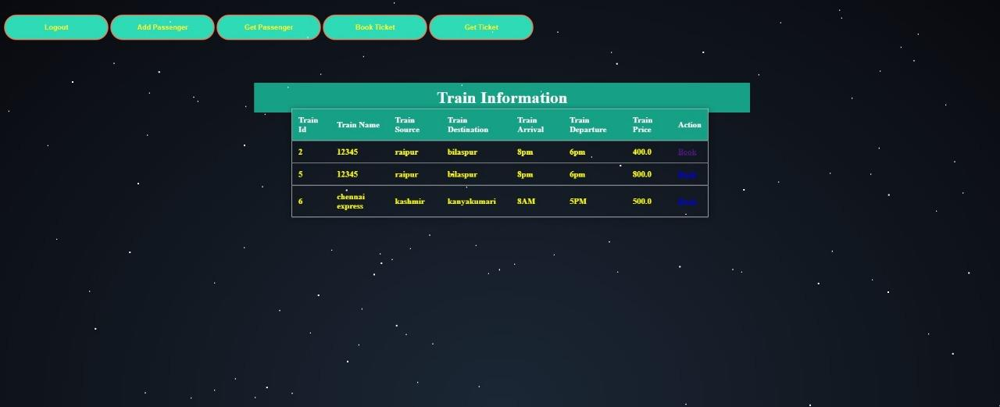 Logout Add Passenger Get Passenger Book Ticket Get Ticket
Train Information
Train Id Train Name Train Source Train Destination Train Arrival Train Departure Train Price Action
2 12345 raipur bilaspur 8pm 6pm 400.0 Book
5 12345 raipur bilaspur 8pm 6pm 800.0 Book
6 chennai express kashmir kanyakumari 8AM 5PM 500.0 Book